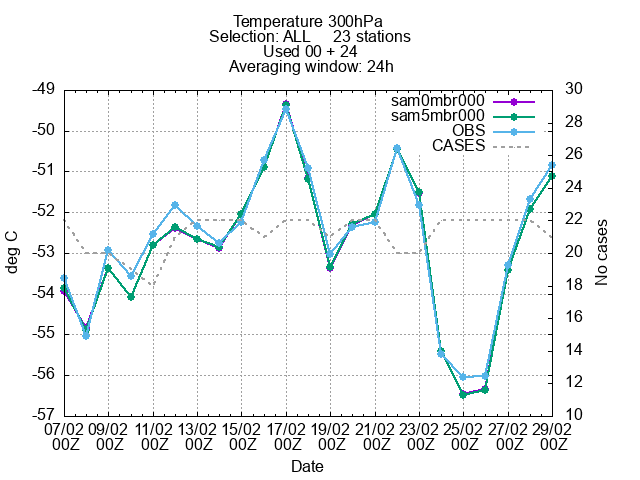 Temperature 300hPa
Selection: ALL 23 stations
Used 00 + 24
Averaging window: 24h
-49
-50
-51
-52
-53
-54
-55
-56
-57
deg C
30
28
26
24
22
20
18
16
14
12
10
No cases
sam0mbr000
sam5mbr000
OBS
CASES
07/02 09/02 11/02 13/02 15/02 17/02 19/02 21/02 23/02 25/02 27/02 29/02
00Z 00Z 00Z 00Z 00Z 00Z 00Z 00Z 00Z 00Z 00Z 00Z
Date